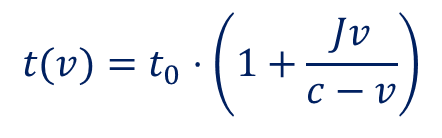 t(v) = t₀ · (1 + Jv / (c − v))